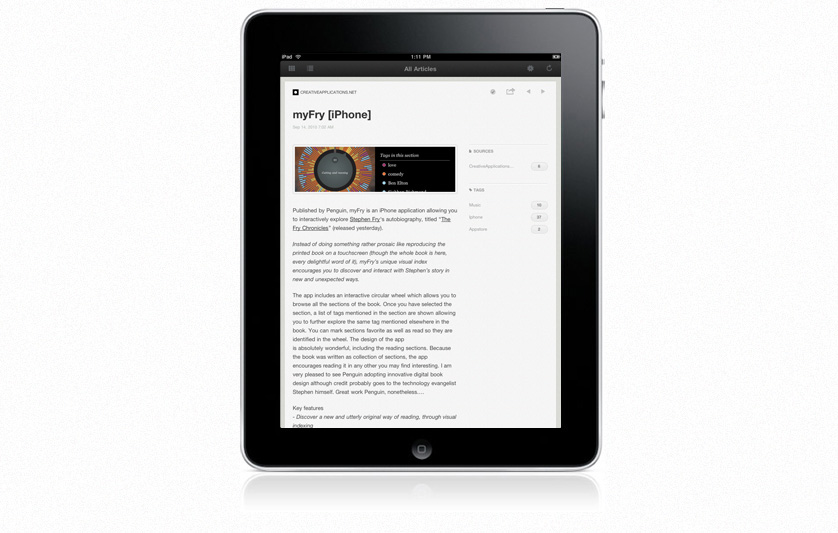 iPad 1:11 PM
All Articles
CREATIVEAPPLICATIONS.NET
myFry [iPhone]
Sep 14, 2010 7:02 AM
Tags in this section
love
comedy
Ben Elton
Published by Penguin, myFry is an iPhone application allowing you
to interactively explore Stephen Fry's autobiography, titled "The
Fry Chronicles" (released yesterday).
Instead of doing something rather prosaic like reproducing the
printed book on a touchscreen (though the whole book is here,
every delightful word of it), myFry's unique visual index
encourages you to discover and interact with Stephen's story in
new and unexpected ways.
The app includes an interactive circular wheel which allows you to
browse all the sections of the book. Once you have selected the
section, a list of tags mentioned in the section are shown allowing
you to further explore the same tag mentioned elsewhere in the
book. You can mark sections favorite as well as read so they are
identified in the wheel. The design of the app
is absolutely wonderful, including the reading sections. Because
the book was written as collection of sections, the app
encourages reading it in any other you may find interesting. I am
very pleased to see Penguin adopting innovative digital book
design although credit probably goes to the technology evangelist
Stephen himself. Great work Penguin, nonetheless....
Key features
- Discover a new and utterly original way of reading, through visual
indexing
SOURCES
CreativeApplications....
TAGS
Music 10
Iphone 57
Appstore